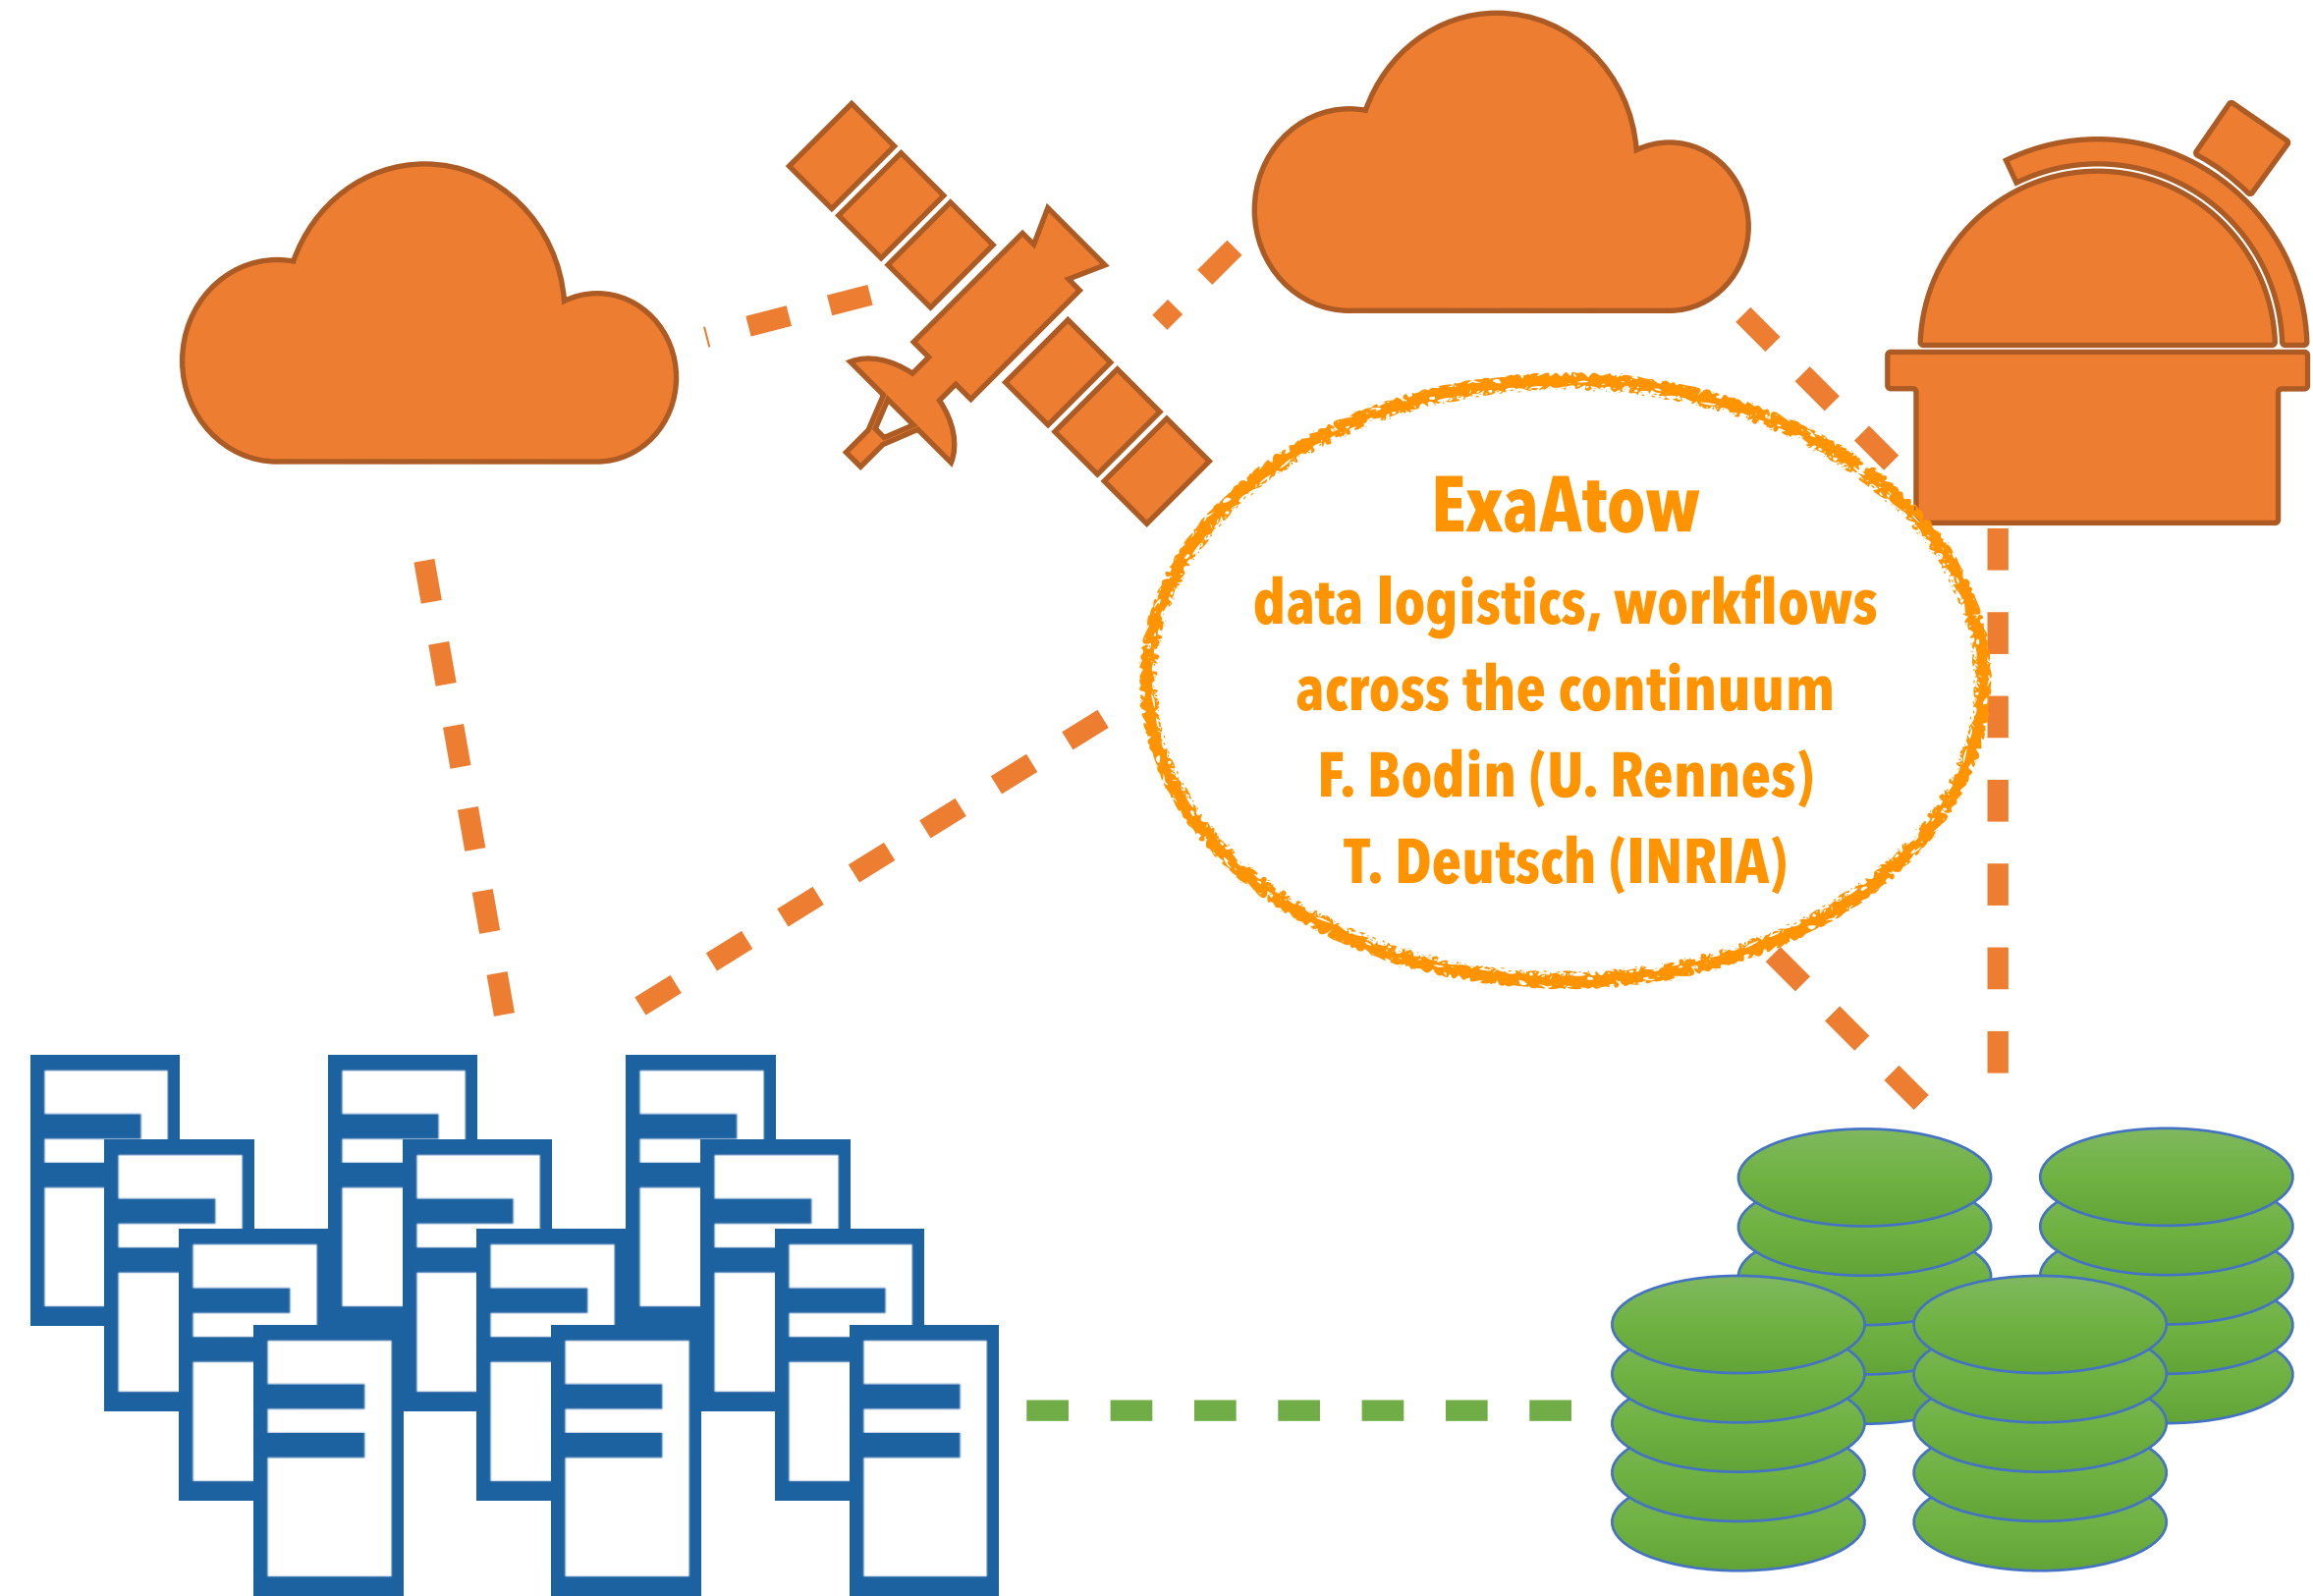 ExaAtow
data logistics, workflows
across the continuum
F. Bodin (U. Rennes)
T. Deutsch (INRIA)